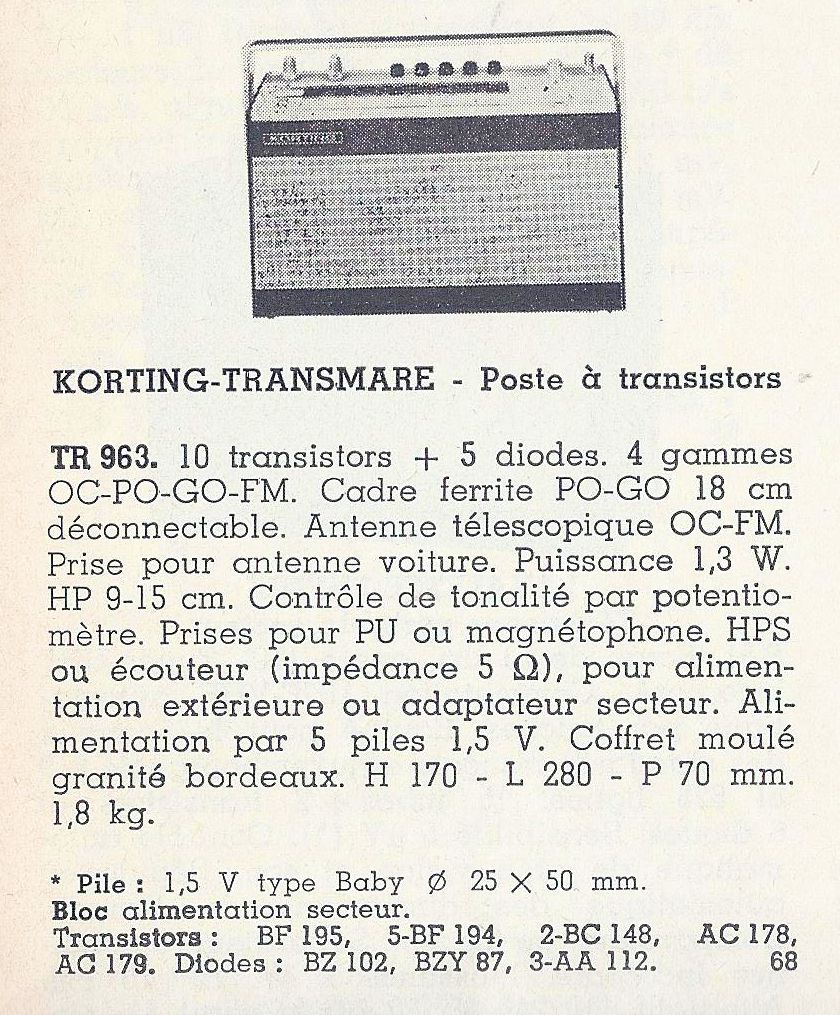 KORTING-TRANSMARE - Poste à transistors
TR 963. 10 transistors + 5 diodes. 4 gammes
OC-PO-GO-FM. Cadre ferrite PO-GO 18 cm
déconnectable. Antenne télescopique OC-FM.
Prise pour antenne voiture. Puissance 1,3 W.
HP 9-15 cm. Contrôle de tonalité par potentio-
mètre. Prises pour PU ou magnétophone. HPS
ou écouteur (impédance 5 Ω), pour alimen-
tation extérieure ou adaptateur secteur. Ali-
mentation par 5 piles 1,5 V. Coffret moulé
granité bordeaux. H 170 - L 280 - P 70 mm.
1,8 kg.
* Pile : 1,5 V type Baby Ø 25 X 50 mm.
Bloc alimentation secteur.
Transistors : BF 195, 5-BF 194, 2-BC 148, AC 178,
AC 179. Diodes : BZ 102, BZY 87, 3-AA 112. 68